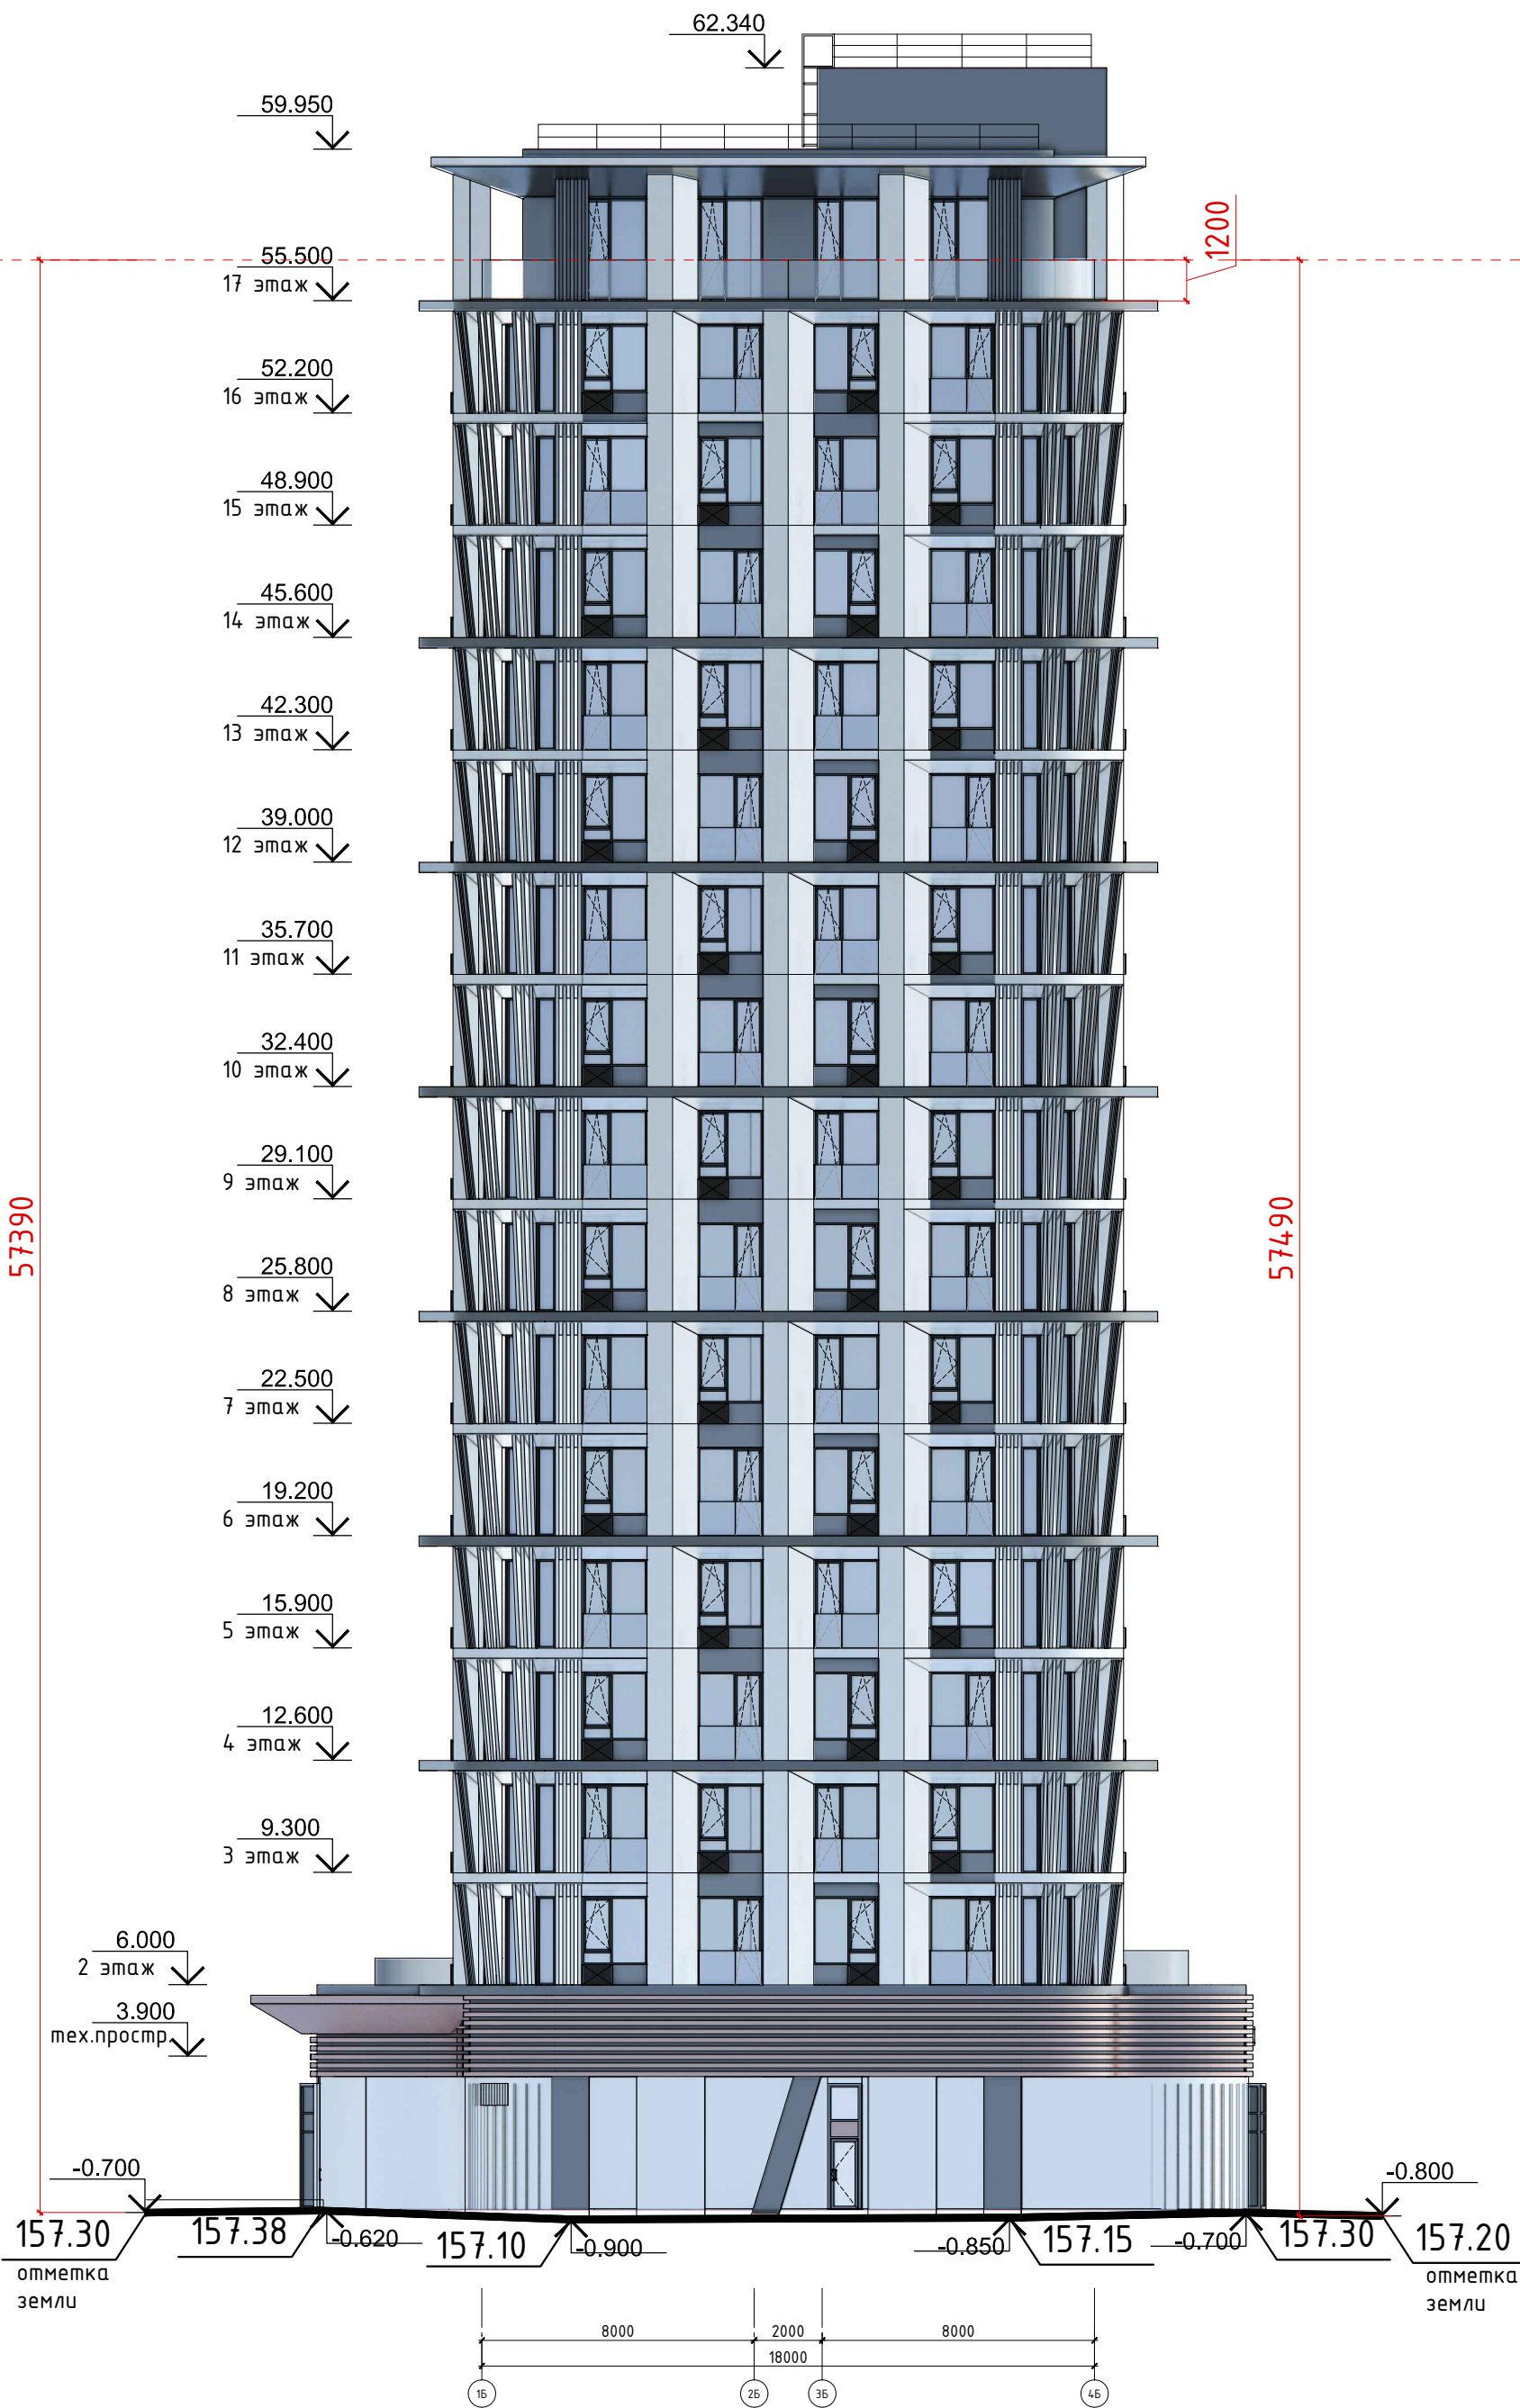 62.340
59.950
1200
55.500
17 этаж
52.200
16 этаж
48.900
15 этаж
45.600
14 этаж
42.300
13 этаж
39.000
12 этаж
35.700
11 этаж
32.400
10 этаж
29.100
9 этаж
57390
57490
25.800
8 этаж
22.500
7 этаж
19.200
6 этаж
15.900
5 этаж
12.600
4 этаж
9.300
3 этаж
6.000
2 этаж
3.900
тех.простр.
-0.700
-0.800
157.30
157.38
-0.620
157.10
-0.900
-0.850
157.15
-0.700
157.30
157.20
отметка
земли
отметка
земли
8000
2000
8000
18000
1Б
2Б
3Б
4Б